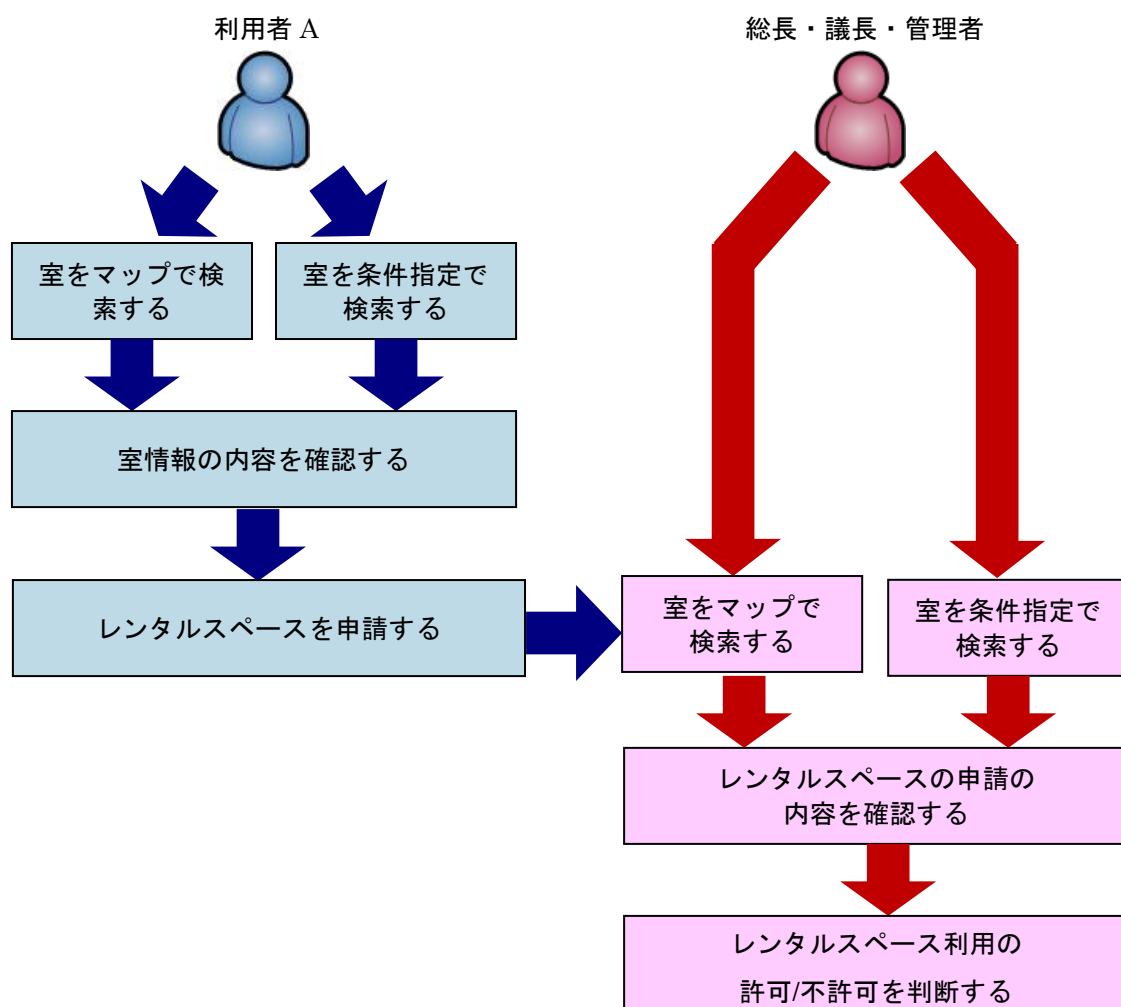 利用者 A
総長・議長・管理者
室をマップで検
索する
室を条件指定で
検索する
室情報の内容を確認する
レンタルスペースを申請する
室をマップで
検索する
室を条件指定で
検索する
レンタルスペースの申請の
内容を確認する
レンタルスペース利用の
許可/不許可を判断する